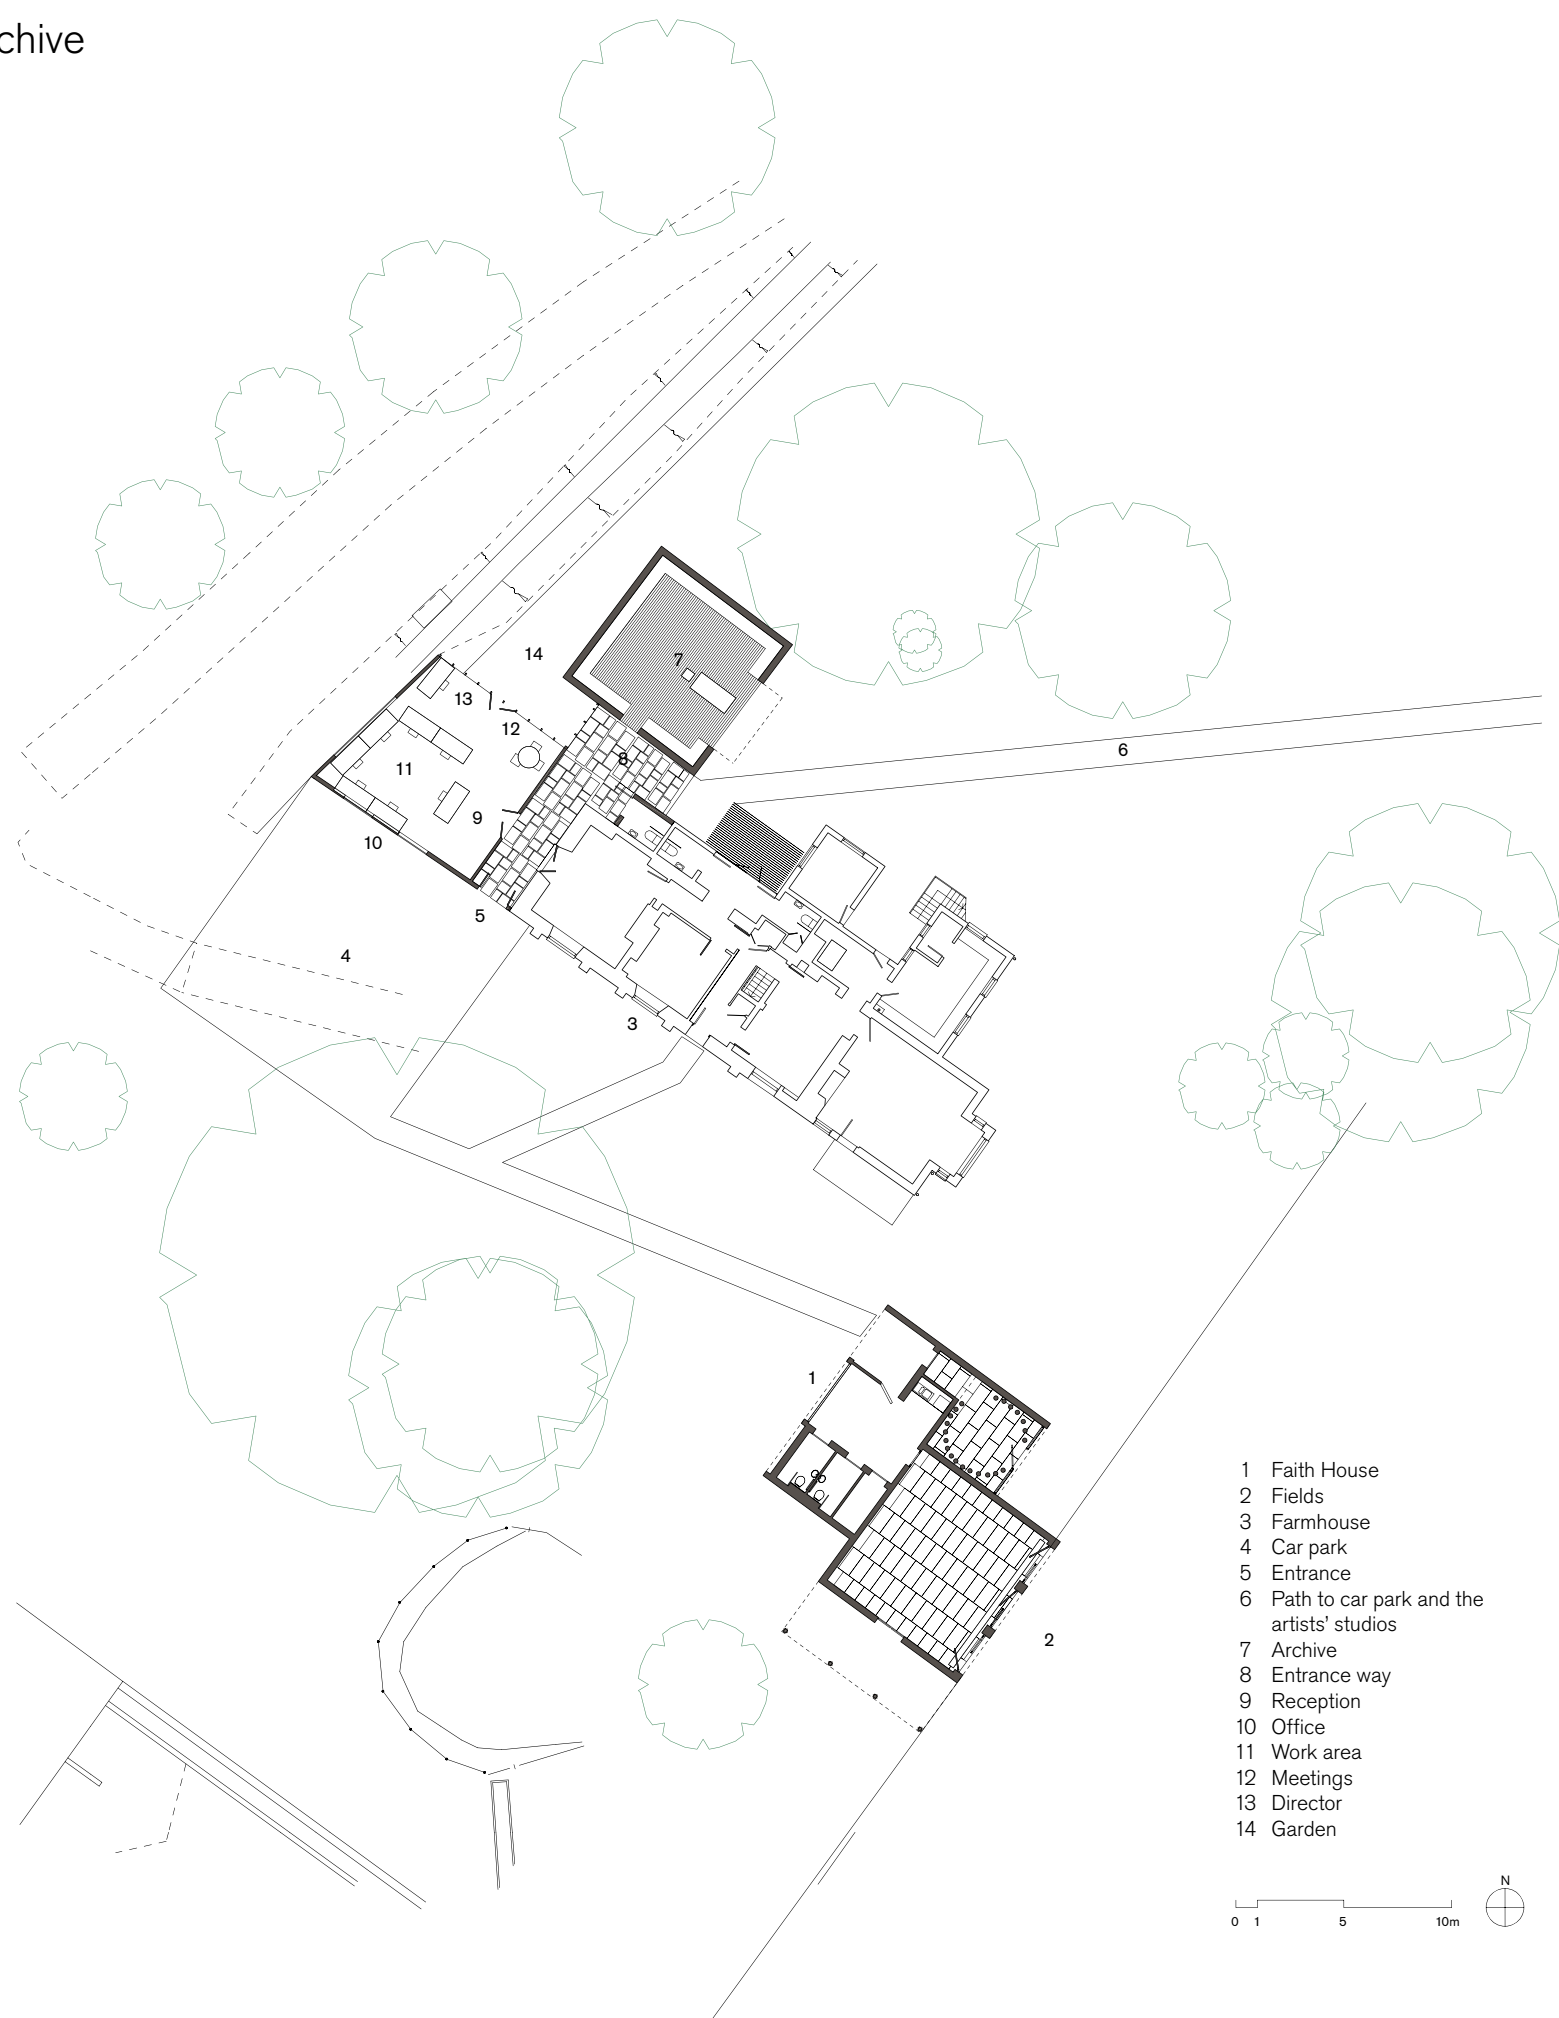 chive
7
14
13
12
6
8
11
9
10
5
4
3
1
2
1 Faith House
2 Fields
3 Farmhouse
4 Car park
5 Entrance
6 Path to car park and the
artists’ studios
7 Archive
8 Entrance way
9 Reception
10 Office
11 Work area
12 Meetings
13 Director
14 Garden
N
0 1 5 10m